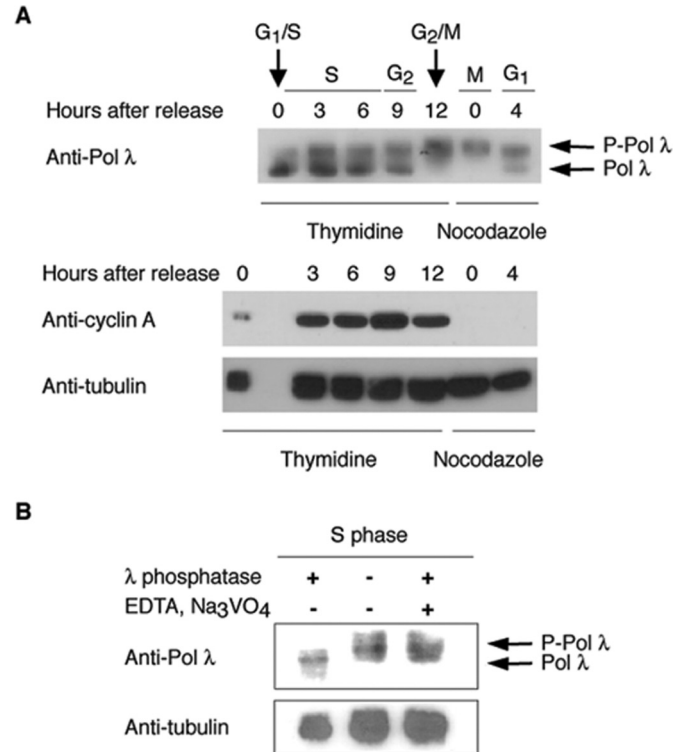 A
G1/S G2/M
S G2 M G1
Hours after release 0 3 6 9 12 0 4
Anti-Pol λ P-Pol λ
Pol λ
Thymidine Nocodazole
Hours after release 0 3 6 9 12 0 4
Anti-cyclin A
Anti-tubulin
Thymidine Nocodazole
B
S phase
λ phosphatase + - +
EDTA, Na3VO4 - - +
Anti-Pol λ P-Pol λ
Pol λ
Anti-tubulin